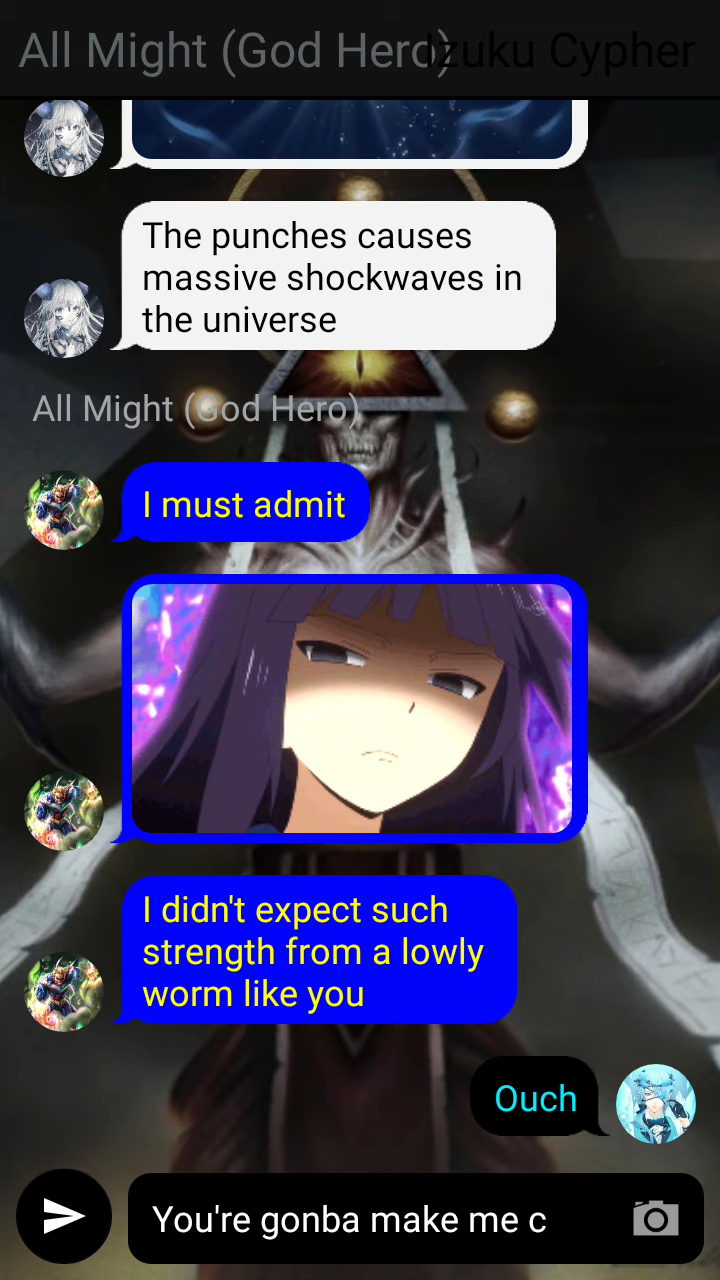 All Might (God Hero)
Izuku Cypher
The punches causes
massive shockwaves in
the universe
All Might (God Hero)
I must admit
I didn't expect such
strength from a lowly
worm like you
Ouch
You're gonba make me c